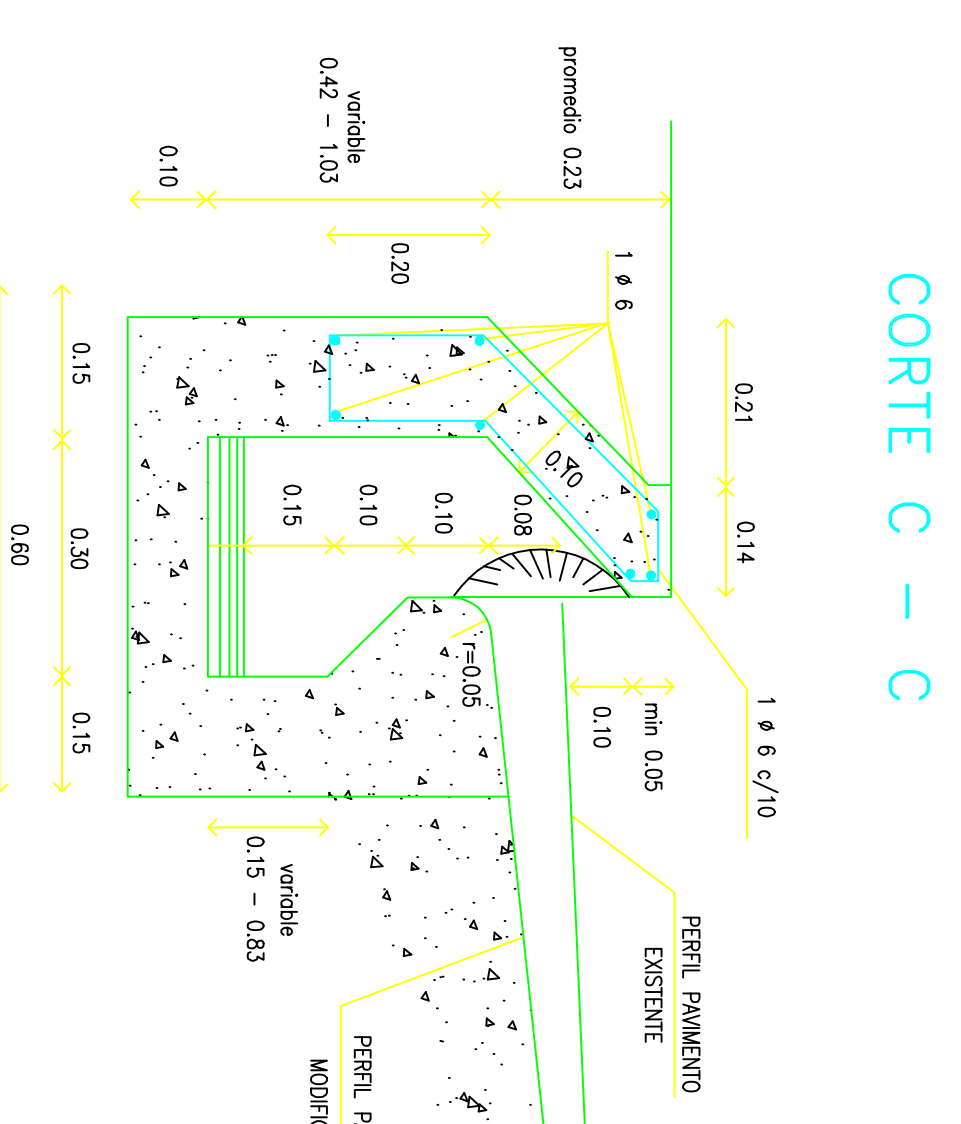 CORTE C – C
0.21
0.14
1 ø 6 c/10
1 ø 6
promedio 0.23
variable
0.42 – 1.03
0.10
0.20
0.10
min 0.05
0.10
PERFIL PAVIMENTO
EXISTENTE
0.08
0.10
0.10
0.15
r=0.05
variable
0.15 – 0.83
PERFIL P
MODIFIC
0.15
0.30
0.15
0.60